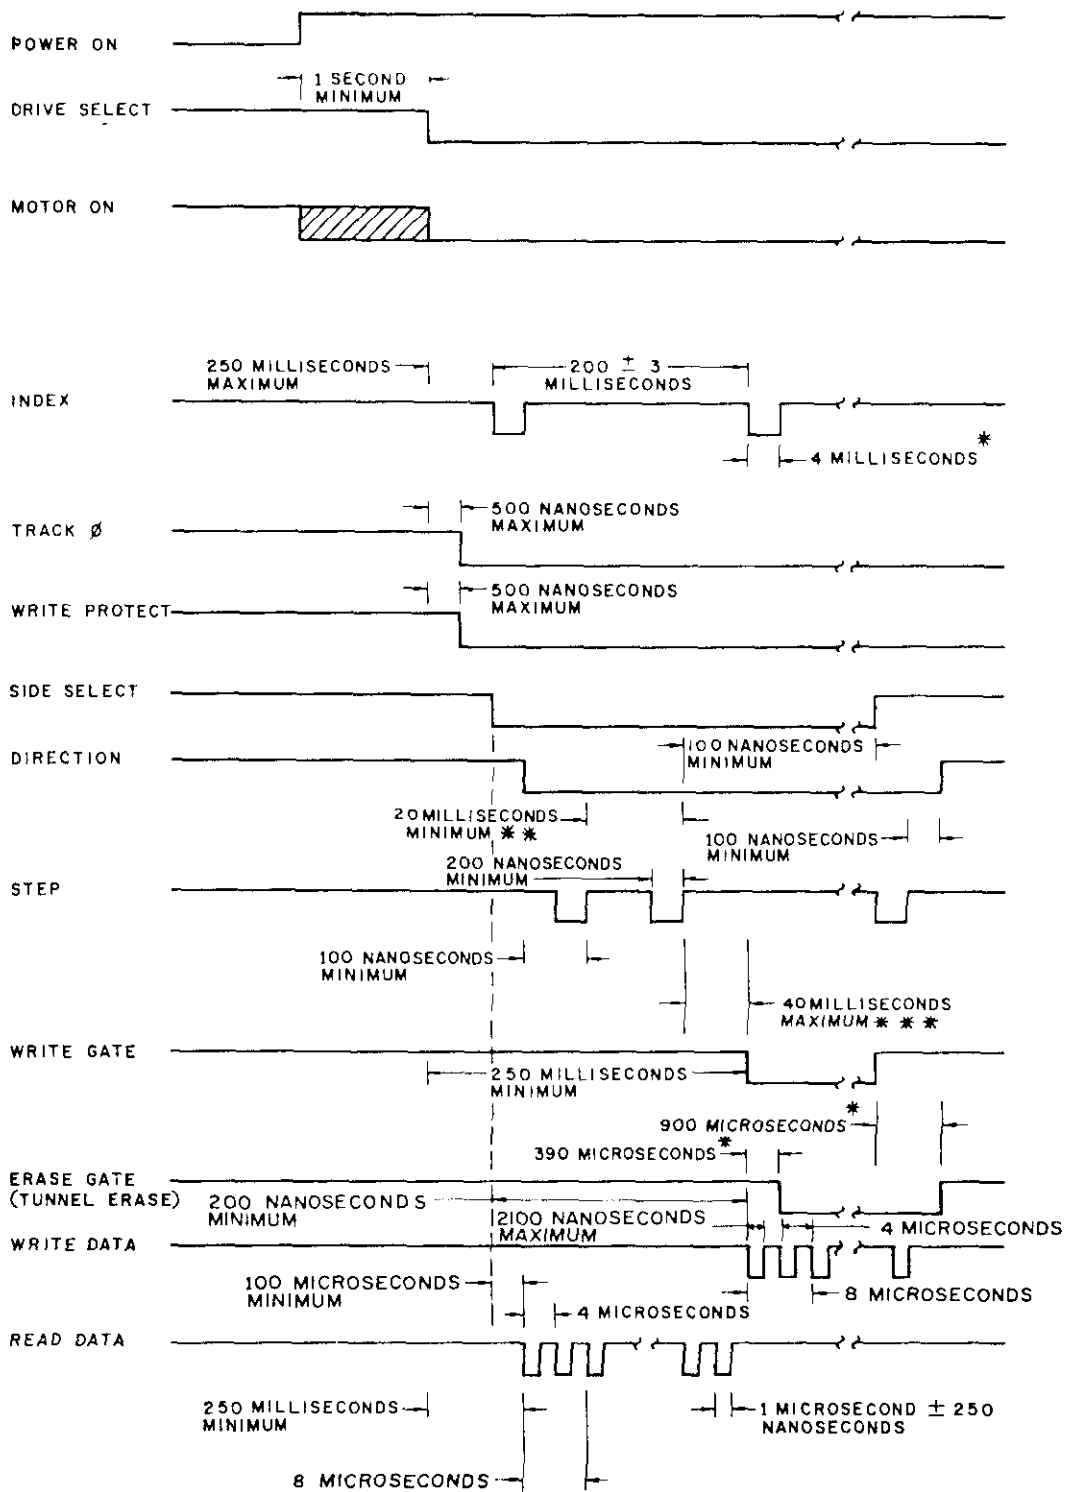 POWER ON
1 SECOND
MINIMUM
DRIVE SELECT
MOTOR ON
250 MILLISECONDS
MAXIMUM
200 ± 3
MILLISECONDS
INDEX
4 MILLISECONDS*
500 NANOSECONDS
MAXIMUM
TRACK Ø
500 NANOSECONDS
MAXIMUM
WRITE PROTECT
SIDE SELECT
100 NANOSECONDS
MINIMUM
DIRECTION
20 MILLISECONDS
MINIMUM **
100 NANOSECONDS
MINIMUM
200 NANOSECONDS
MINIMUM
STEP
100 NANOSECONDS
MINIMUM
40 MILLISECONDS
MAXIMUM ***
WRITE GATE
250 MILLISECONDS
MINIMUM
900 MICROSECONDS*
390 MICROSECONDS*
ERASE GATE
(TUNNEL ERASE)
200 NANOSECONDS
MINIMUM
2100 NANOSECONDS
MAXIMUM
4 MICROSECONDS
WRITE DATA
100 MICROSECONDS
MINIMUM
8 MICROSECONDS
4 MICROSECONDS
READ DATA
250 MILLISECONDS
MINIMUM
1 MICROSECOND ± 250
NANOSECONDS
8 MICROSECONDS